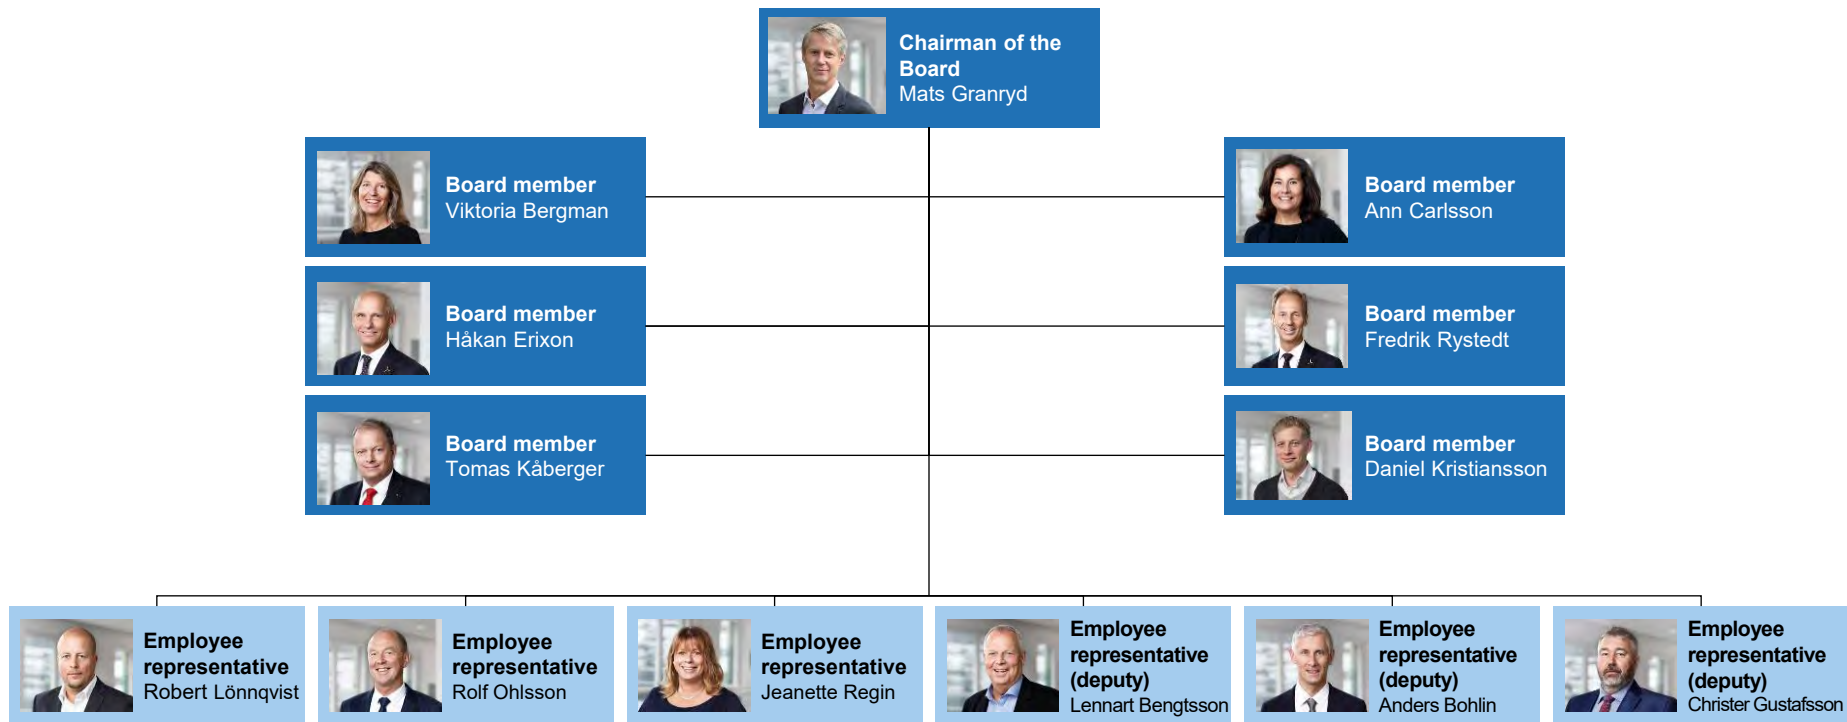 Chairman of the
Board
Mats Granryd
Board member
Viktoria Bergman
Board member
Ann Carlsson
Board member
Håkan Erixon
Board member
Fredrik Rystedt
Board member
Tomas Kåberger
Board member
Daniel Kristiansson
Employee
representative
Robert Lönnqvist
Employee
representative
Rolf Ohlsson
Employee
representative
Jeanette Regin
Employee
representative
(deputy)
Lennart Bengtsson
Employee
representative
(deputy)
Anders Bohlin
Employee
representative
(deputy)
Christer Gustafsson